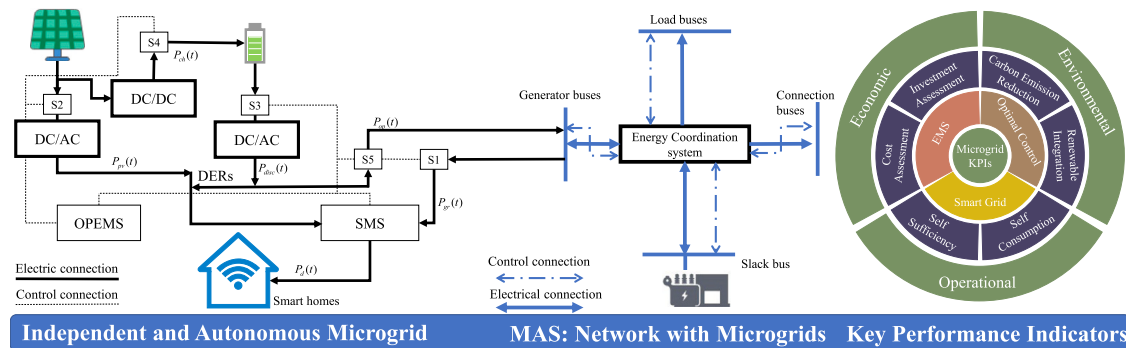 S4
P_ch(t)
S2
DC/DC
S3
DC/AC
DC/AC
P_pv(t)
DERs
P_disc(t)
P_op(t)
S5
S1
P_gr(t)
OPEMS
SMS
P_d(t)
Smart homes
Electric connection
Control connection
Load buses
Generator buses
Connection
buses
Energy Coordination
system
Slack bus
Control connection
Electrical connection
Economic
Environmental
Operational
Investment
Assessment
Carbon Emission
Reduction
Cost
Assessment
Renewable
Integration
Self
Sufficiency
Self
Consumption
EMS
Optimal Control
Smart Grid
Microgrid
KPIs
Independent and Autonomous Microgrid
MAS: Network with Microgrids
Key Performance Indicators